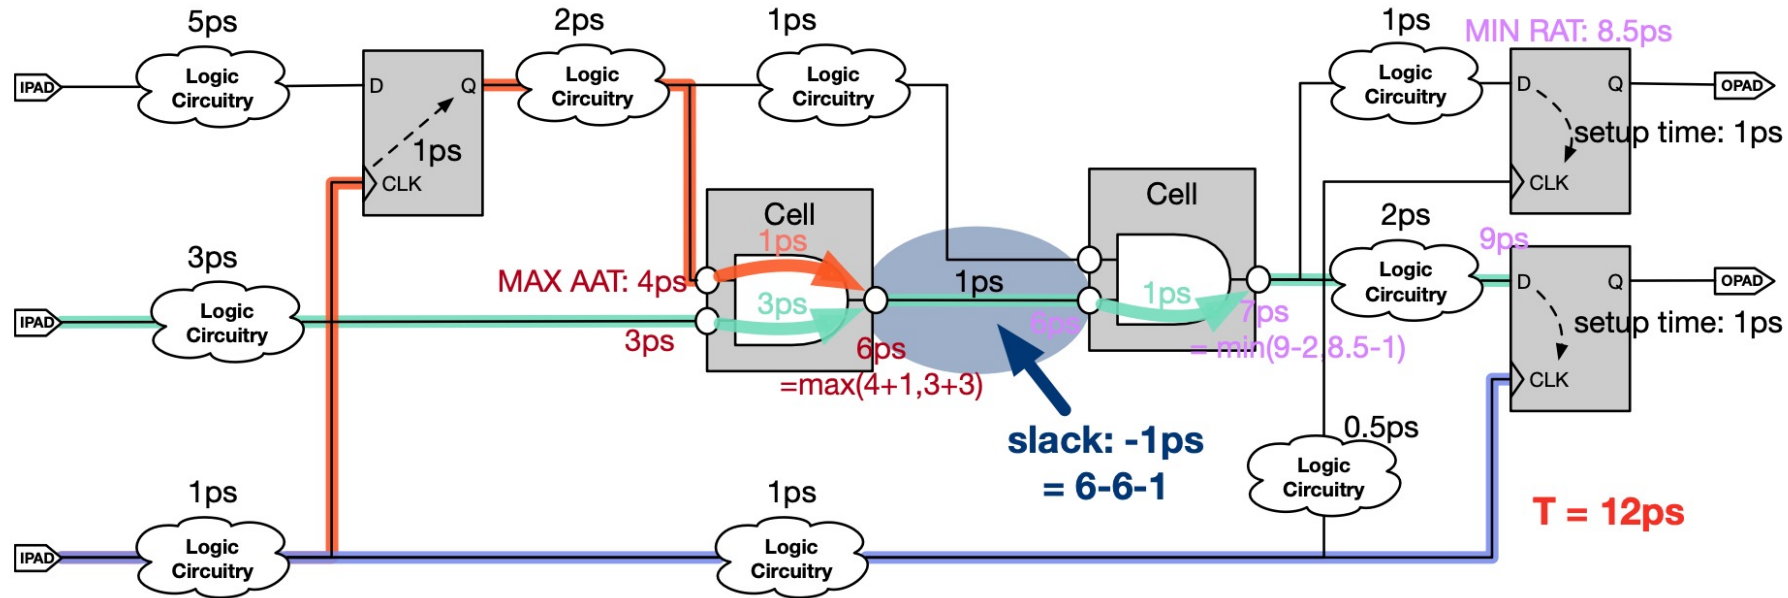 5ps
2ps
1ps
1ps
MIN RAT: 8.5ps
IPAD
Logic
Circuitry
D
Q
Logic
Circuitry
Logic
Circuitry
Logic
Circuitry
D
Q
OPAD
1ps
setup time: 1ps
CLK
CLK
Cell
Cell
3ps
1ps
2ps
9ps
MAX AAT: 4ps
1ps
D
Q
OPAD
IPAD
Logic
Circuitry
3ps
1ps
Logic
Circuitry
3ps
6ps
6ps
7ps
setup time: 1ps
=max(4+1,3+3)
= min(9-2,8.5-1)
CLK
slack: -1ps
= 6-6-1
0.5ps
Logic
Circuitry
1ps
1ps
T = 12ps
IPAD
Logic
Circuitry
Logic
Circuitry